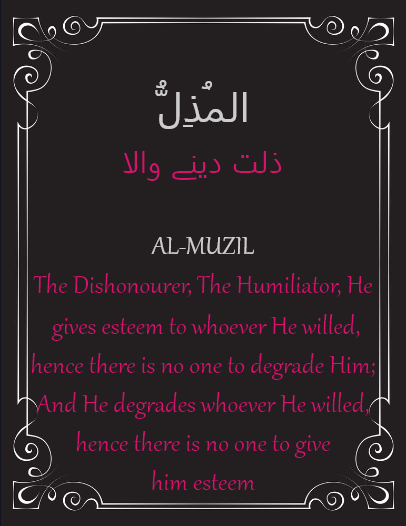 المُذِلُّ
ذلت دینے والا
AL-MUZIL
The Dishonourer, The Humiliator, He
gives esteem to whoever He willed,
hence there is no one to degrade Him;
And He degrades whoever He willed,
hence there is no one to give
him esteem